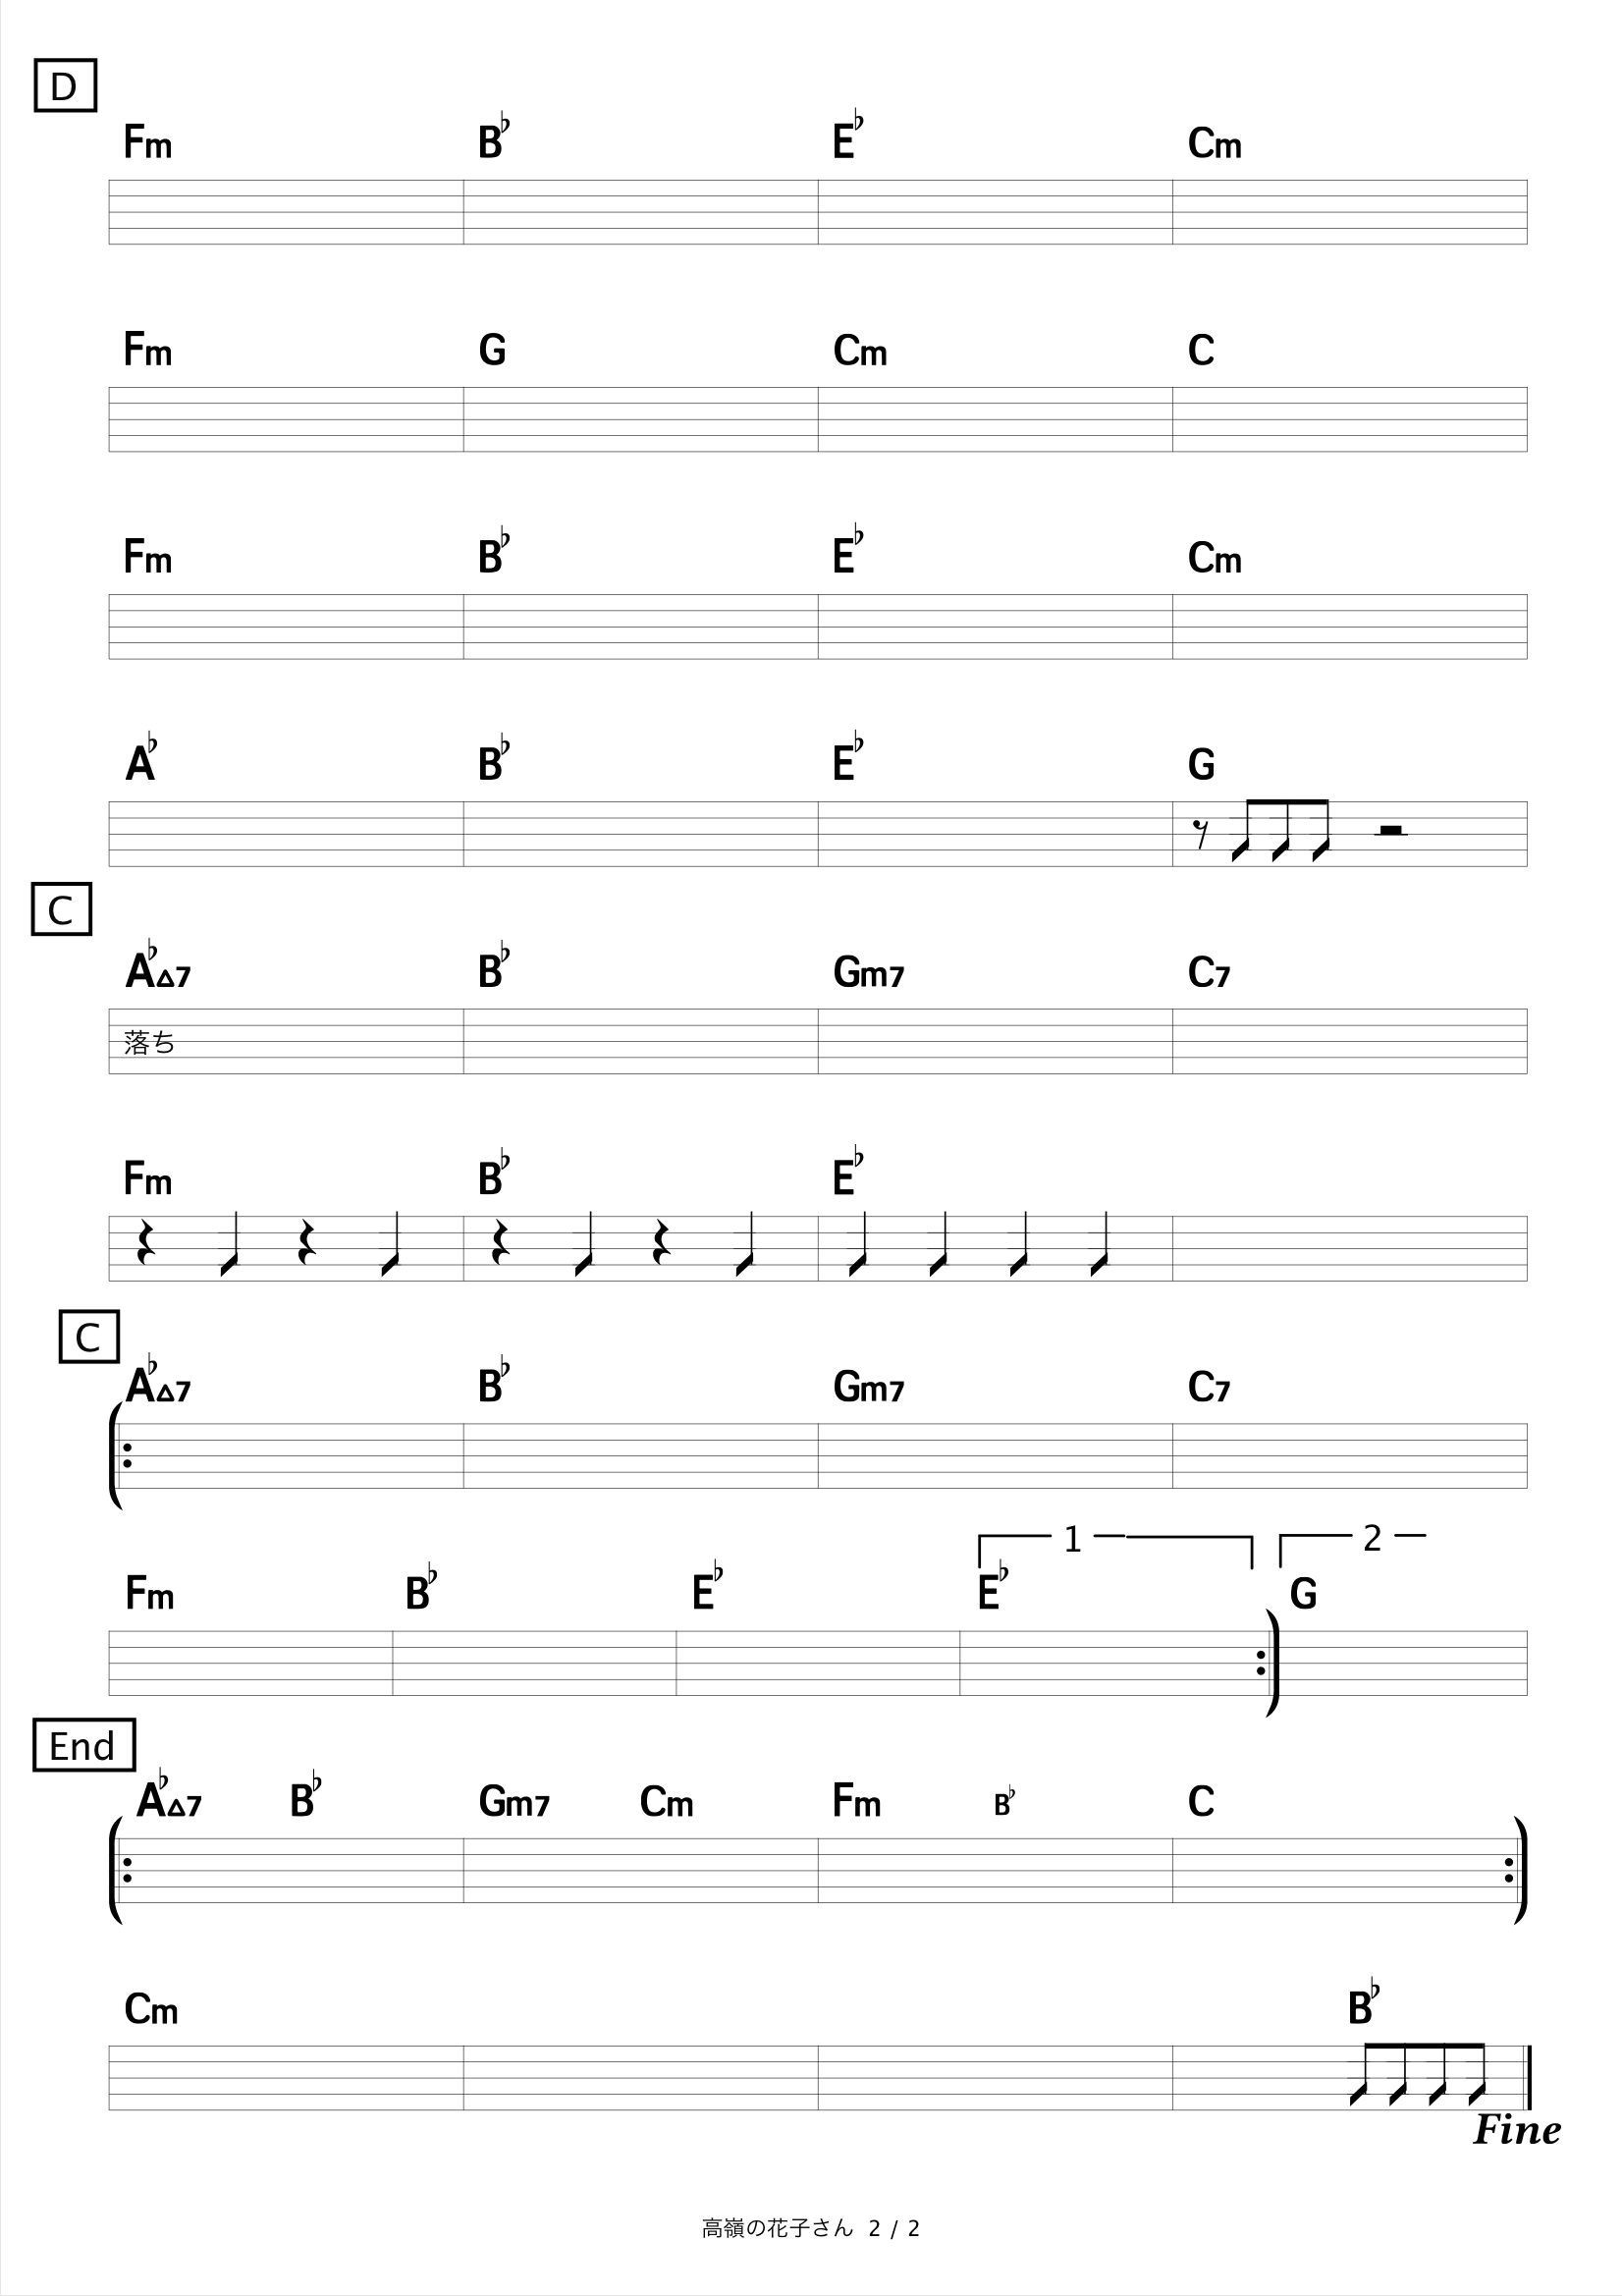 D
Fm B♭ E♭ Cm
Fm G Cm C
Fm B♭ E♭ Cm
A♭ B♭ E♭ G
C
A♭△7 B♭ Gm7 C7
落ち
Fm B♭ E♭
C
A♭△7 B♭ Gm7 C7
1 2
Fm B♭ E♭ E♭ G
End
A♭△7 B♭ Gm7 Cm Fm B♭ C
Cm B♭
Fine
高嶺の花子さん 2 / 2